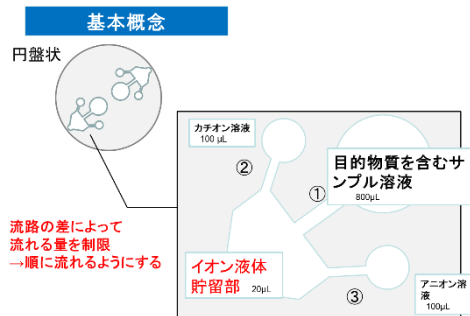 基本概念
円盤状
カチオン溶液
100 μL
②
①
目的物質を含むサ
ンプル溶液
800μL
流路の差によって
流れる量を制限
→順に流れるようにする
イオン液体
貯留部 20μL
③
アニオン溶
液
100μL